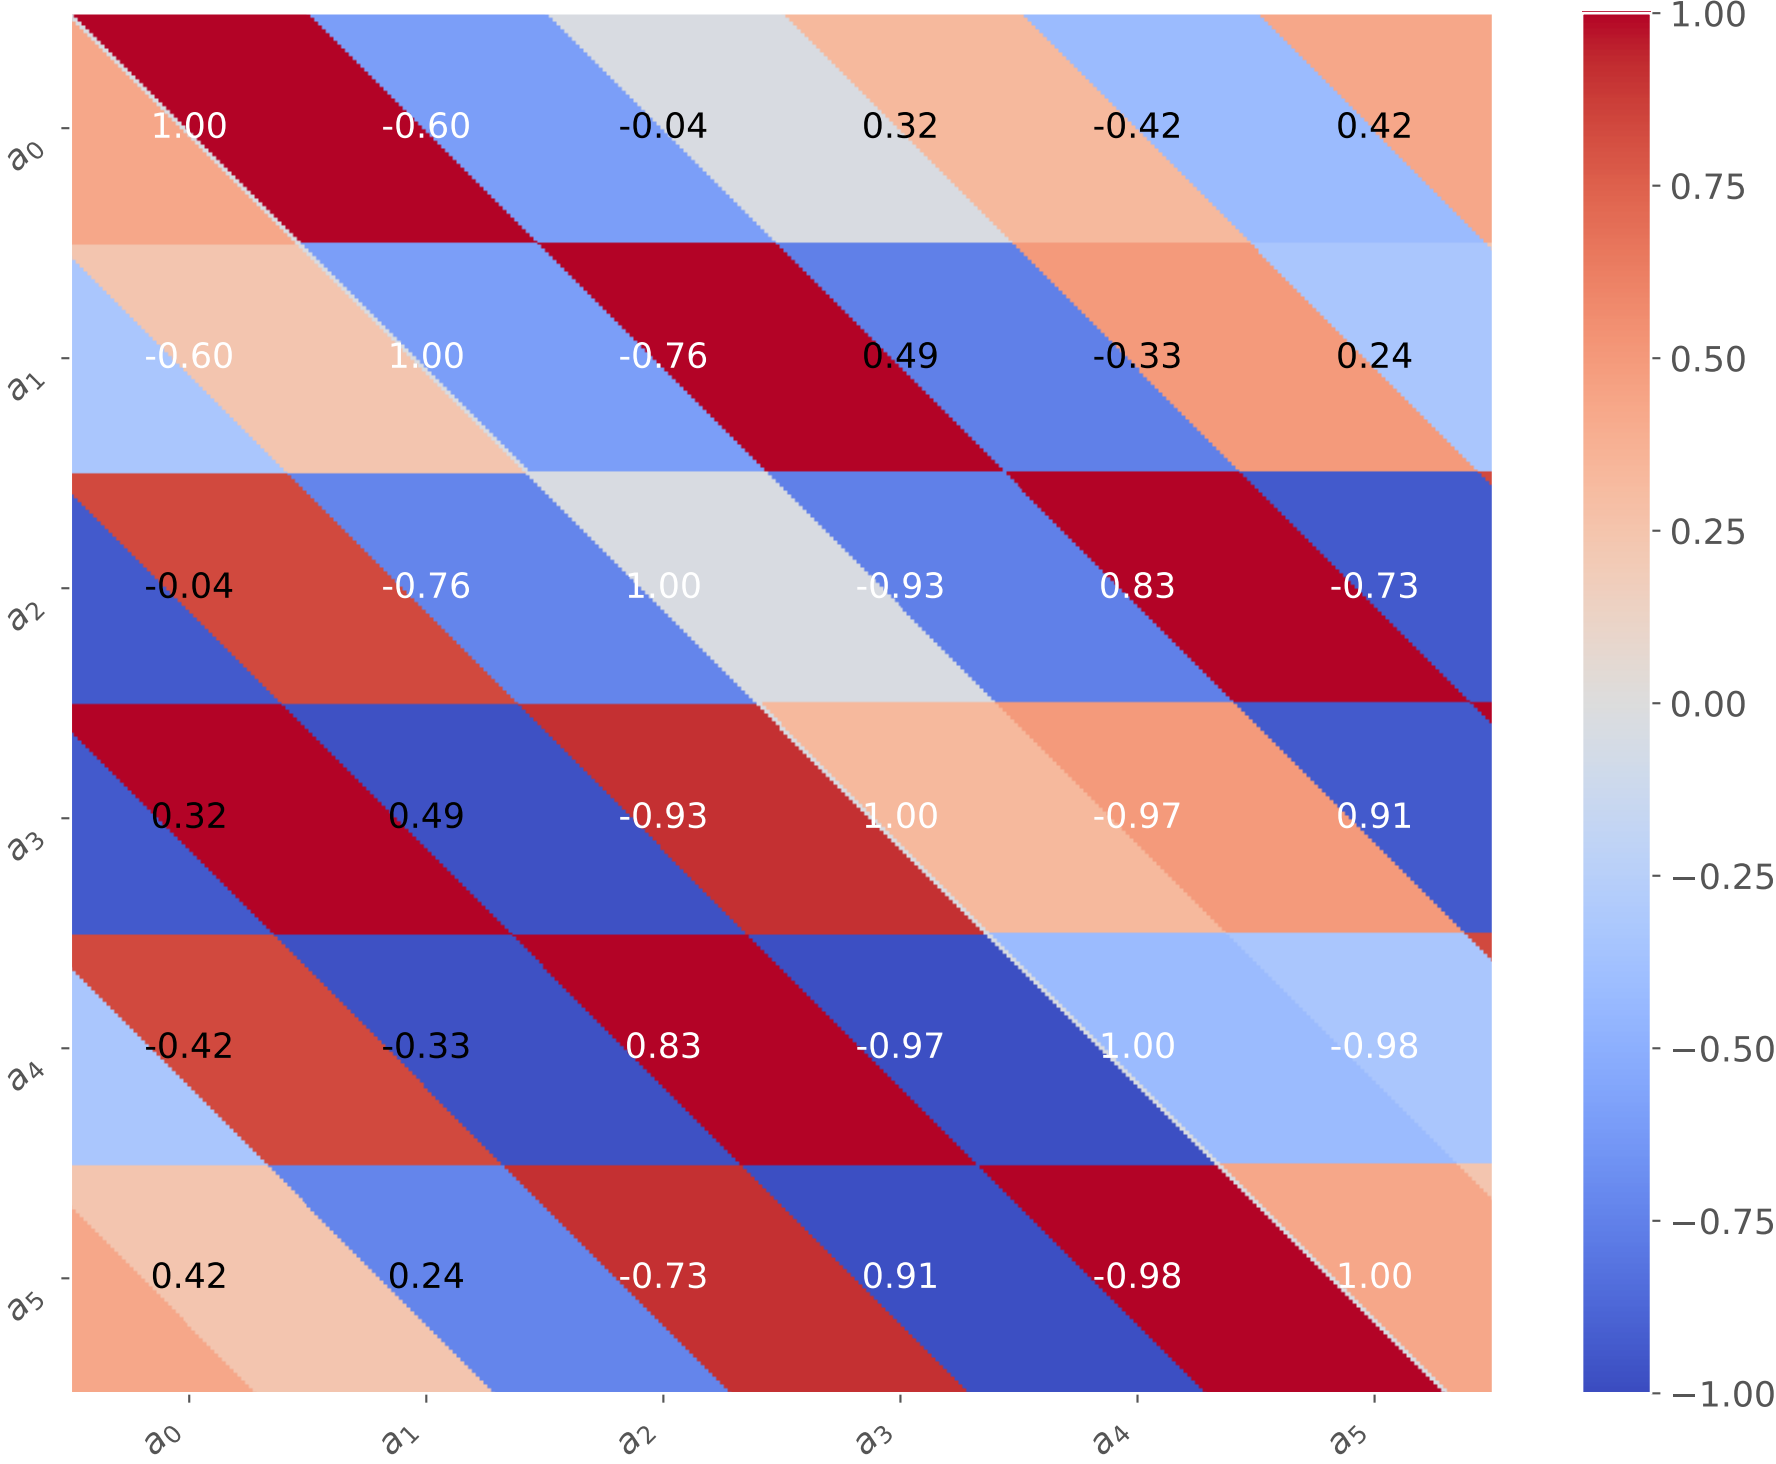 1.00
a0 1.00 -0.60 -0.04 0.32 -0.42 0.42
0.75
a1 -0.60 1.00 -0.76 0.49 -0.33 0.24
0.50
0.25
a2 -0.04 -0.76 1.00 -0.93 0.83 -0.73
0.00
a3 0.32 0.49 -0.93 1.00 -0.97 0.91
−0.25
a4 -0.42 -0.33 0.83 -0.97 1.00 -0.98
−0.50
−0.75
a5 0.42 0.24 -0.73 0.91 -0.98 1.00
−1.00
a0 a1 a2 a3 a4 a5